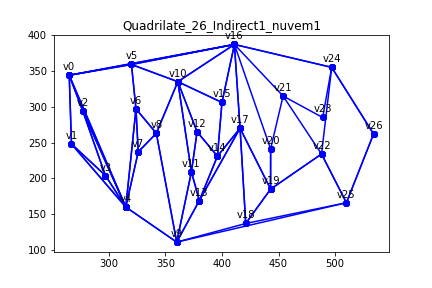 Quadrilate_26_Indirect1_nuvem1
400
350
300
250
200
150
100
300
350
400
450
500
v0
v1
v2
v3
v4
v5
v6
v7
v8
v9
v10
v11
v12
v13
v14
v15
v16
v17
v18
v19
v20
v21
v22
v23
v24
v25
v26